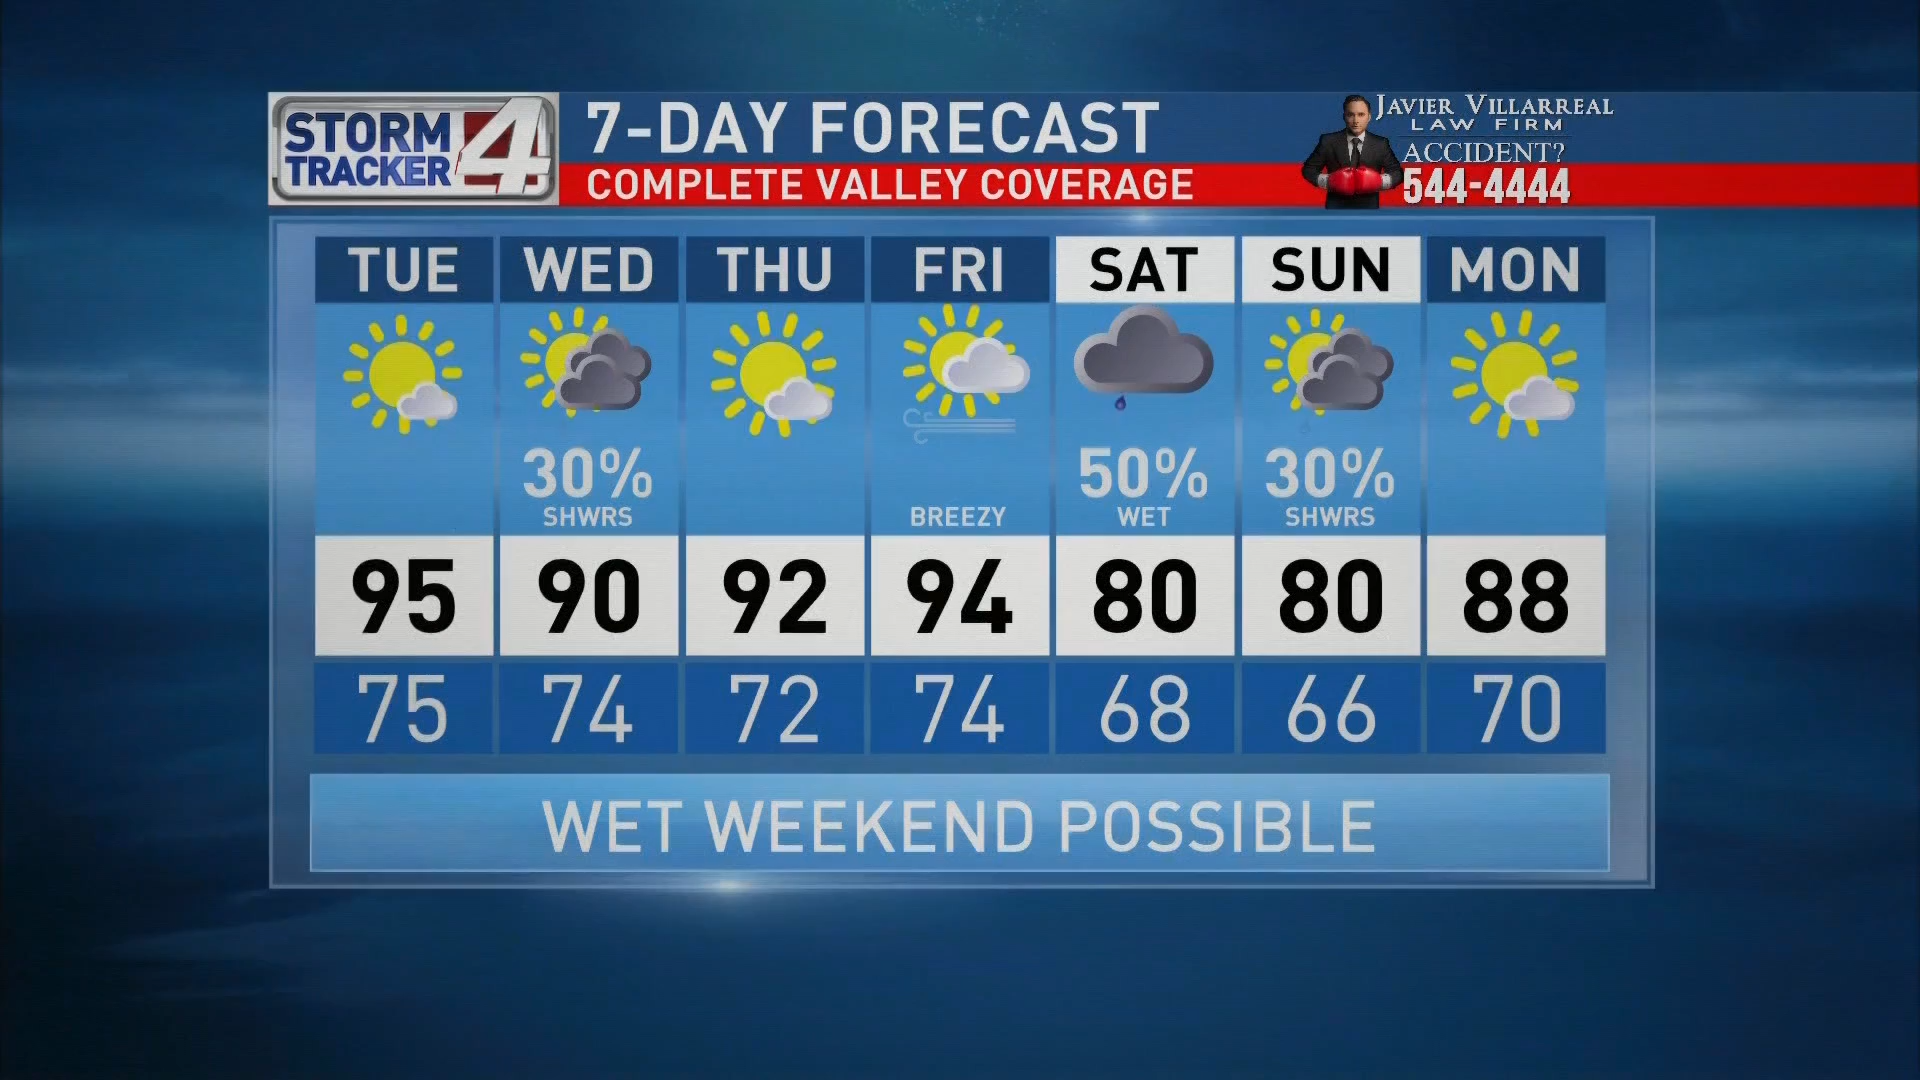 STORM TRACKER 4
7-DAY FORECAST
COMPLETE VALLEY COVERAGE
JAVIER VILLARREAL
LAW FIRM
ACCIDENT?
544-4444
TUE WED THU FRI SAT SUN MON
30% 50% 30%
SHWRS BREEZY WET SHWRS
95 90 92 94 80 80 88
75 74 72 74 68 66 70
WET WEEKEND POSSIBLE